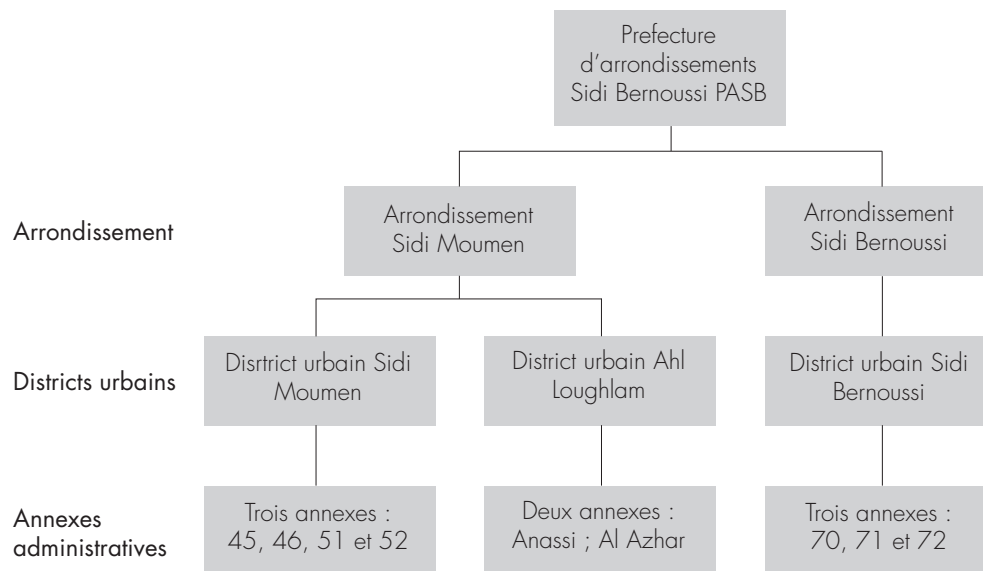 Prefecture
d'arrondissements
Sidi Bernoussi PASB
Arrondissement
Arrondissement
Sidi Moumen
Arrondissement
Sidi Bernoussi
Districts urbains
Disrtrict urbain Sidi
Moumen
District urbain Ahl
Loughlam
District urbain Sidi
Bernoussi
Annexes
administratives
Trois annexes :
45, 46, 51 et 52
Deux annexes :
Anassi ; Al Azhar
Trois annexes :
70, 71 et 72